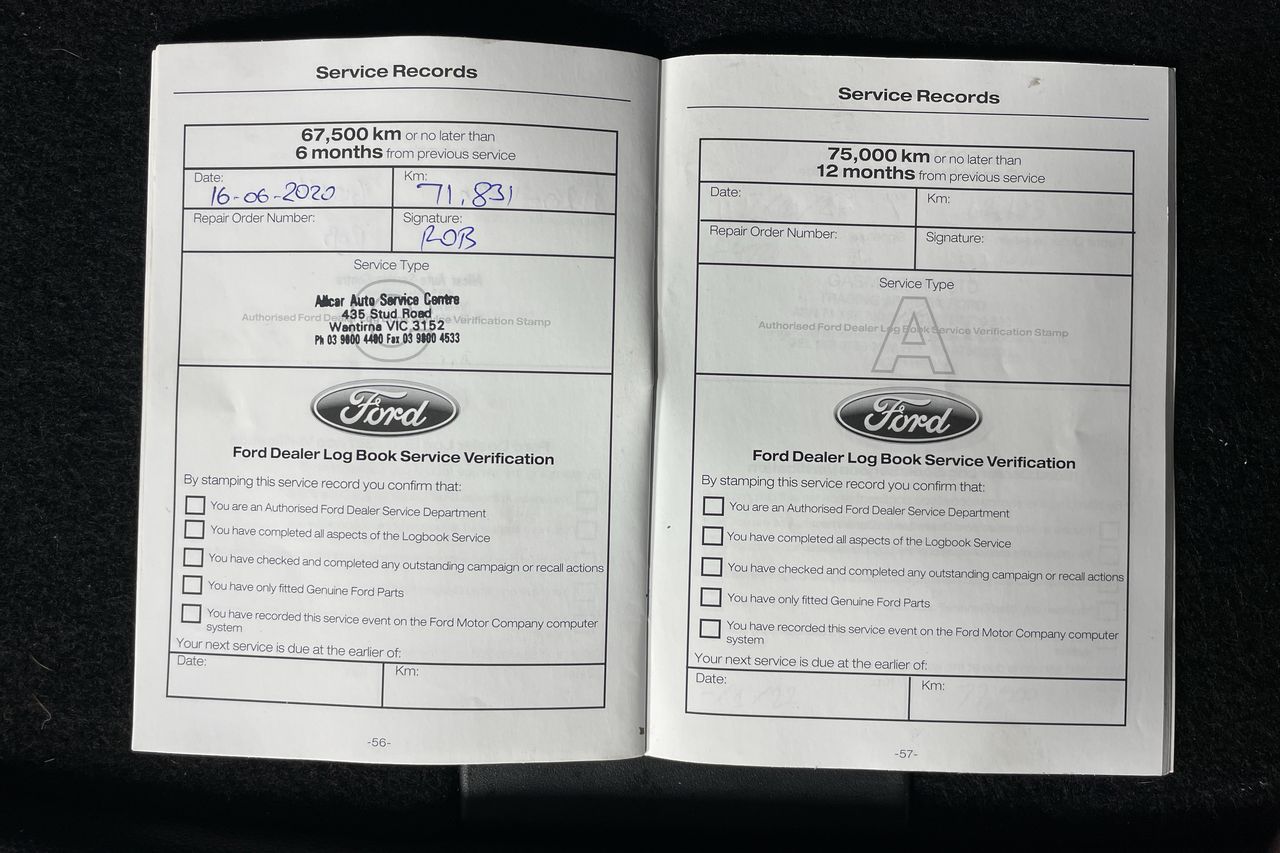 Service Records
67,500 km or no later than
6 months from previous service
Date:
16-06-2020
Km:
71,831
Repair Order Number:
Signature:
ROB
Service Type
Allcar Auto Service Centre
435 Stud Road
Authorised Ford Dealer Log Book Service Verification Stamp
Wantirna VIC 3152
Ph 03 9800 4400 Fax 03 9800 4533
Ford
Ford Dealer Log Book Service Verification
By stamping this service record you confirm that:
You are an Authorised Ford Dealer Service Department
You have completed all aspects of the Logbook Service
You have checked and completed any outstanding campaign or recall actions
You have only fitted Genuine Ford Parts
You have recorded this service event on the Ford Motor Company computer
system
Your next service is due at the earlier of:
Date:
Km:
-56-
Service Records
75,000 km or no later than
12 months from previous service
Date:
Km:
Repair Order Number:
Signature:
Service Type
A
Authorised Ford Dealer Log Book Service Verification Stamp
Ford
Ford Dealer Log Book Service Verification
By stamping this service record you confirm that:
You are an Authorised Ford Dealer Service Department
You have completed all aspects of the Logbook Service
You have checked and completed any outstanding campaign or recall actions
You have only fitted Genuine Ford Parts
You have recorded this service event on the Ford Motor Company computer
system
Your next service is due at the earlier of:
Date:
Km:
-57-